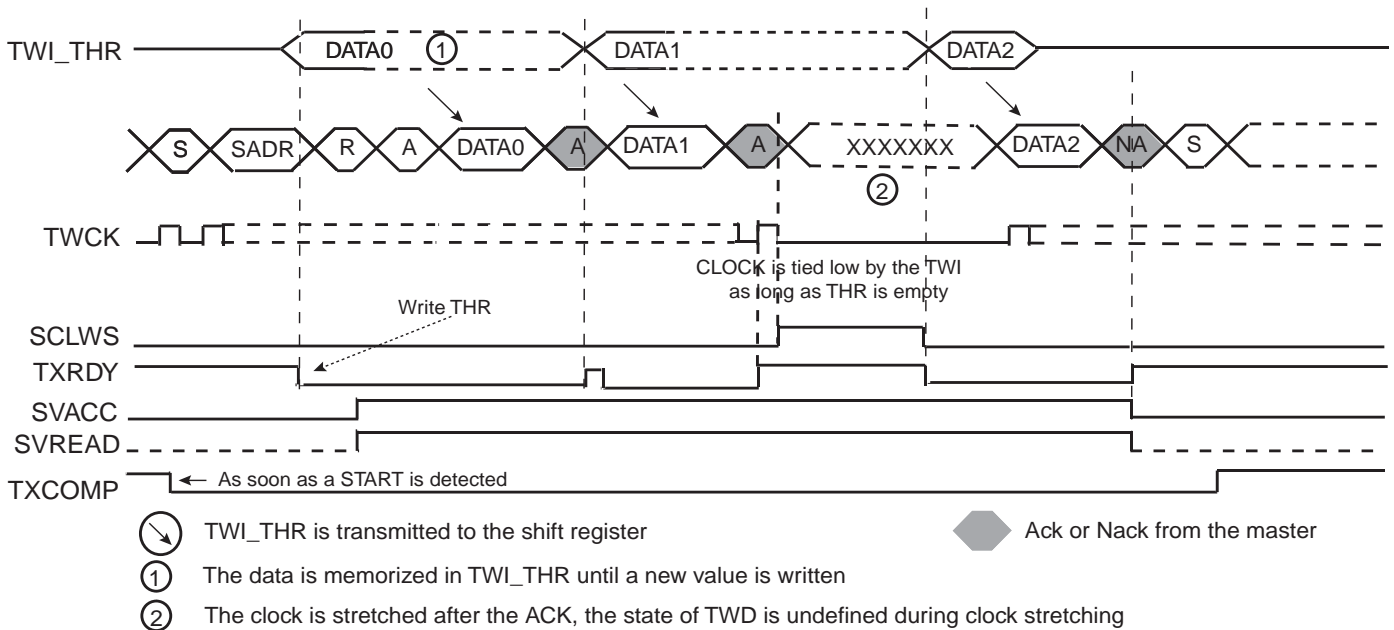 TWI_THR DATA0 1 DATA1 DATA2
S SADR R A DATA0 A DATA1 A XXXXXXX DATA2 NA S
2
TWCK
CLOCK is tied low by the TWI
as long as THR is empty
Write THR
SCLWS
TXRDY
SVACC
SVREAD
TXCOMP As soon as a START is detected
TWI_THR is transmitted to the shift register Ack or Nack from the master
1 The data is memorized in TWI_THR until a new value is written
2 The clock is stretched after the ACK, the state of TWD is undefined during clock stretching